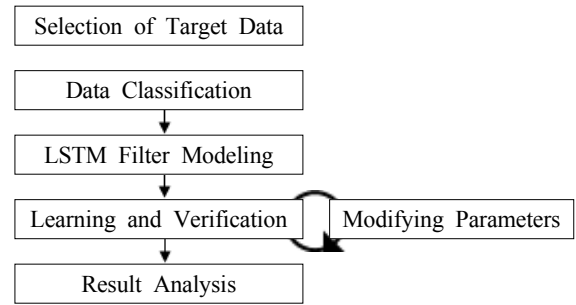 Selection of Target Data
Data Classification
LSTM Filter Modeling
Learning and Verification
Modifying Parameters
Result Analysis